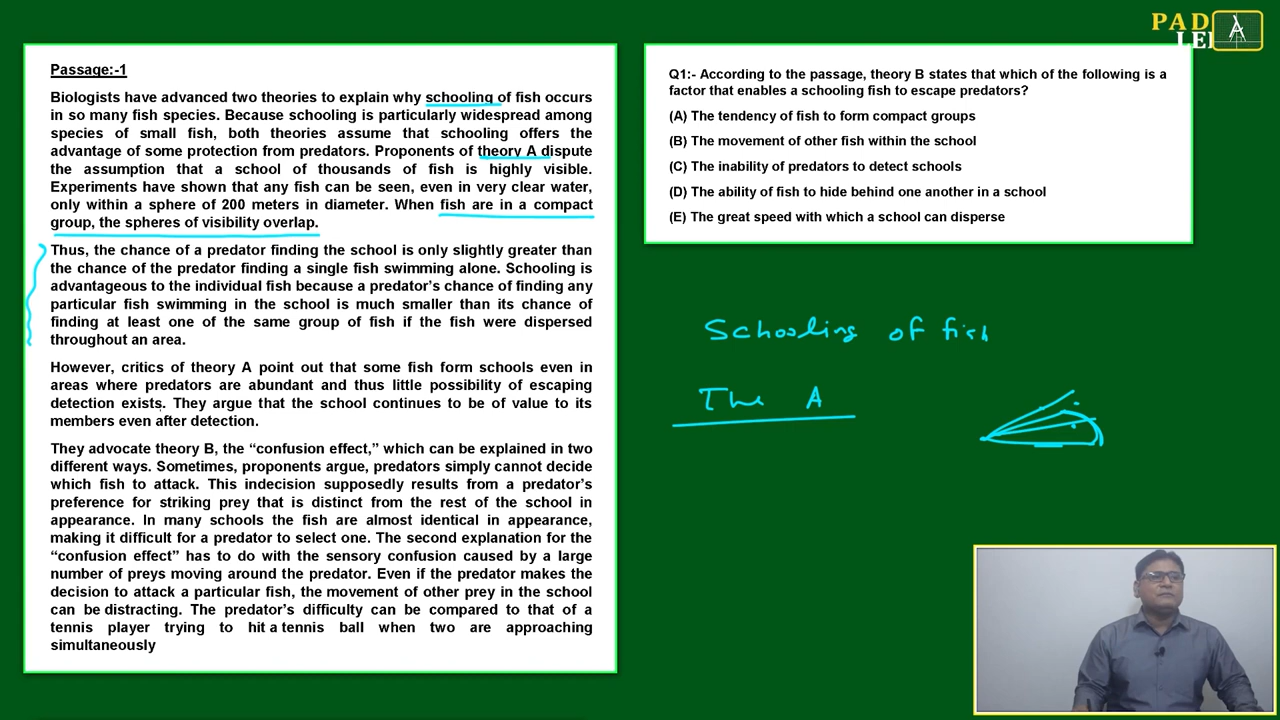 PAD
LE
Passage:-1
Biologists have advanced two theories to explain why schooling of fish occurs
in so many fish species. Because schooling is particularly widespread among
species of small fish, both theories assume that schooling offers the
advantage of some protection from predators. Proponents of theory A dispute
the assumption that a school of thousands of fish is highly visible.
Experiments have shown that any fish can be seen, even in very clear water,
only within a sphere of 200 meters in diameter. When fish are in a compact
group, the spheres of visibility overlap.
Thus, the chance of a predator finding the school is only slightly greater than
the chance of the predator finding a single fish swimming alone. Schooling is
advantageous to the individual fish because a predator's chance of finding any
particular fish swimming in the school is much smaller than its chance of
finding at least one of the same group of fish if the fish were dispersed
throughout an area.
However, critics of theory A point out that some fish form schools even in
areas where predators are abundant and thus little possibility of escaping
detection exists. They argue that the school continues to be of value to its
members even after detection.
They advocate theory B, the “confusion effect,” which can be explained in two
different ways. Sometimes, proponents argue, predators simply cannot decide
which fish to attack. This indecision supposedly results from a predator's
preference for striking prey that is distinct from the rest of the school in
appearance. In many schools the fish are almost identical in appearance,
making it difficult for a predator to select one. The second explanation for the
“confusion effect” has to do with the sensory confusion caused by a large
number of preys moving around the predator. Even if the predator makes the
decision to attack a particular fish, the movement of other prey in the school
can be distracting. The predator's difficulty can be compared to that of a
tennis player trying to hit a tennis ball when two are approaching
simultaneously
Q1:- According to the passage, theory B states that which of the following is a
factor that enables a schooling fish to escape predators?
(A) The tendency of fish to form compact groups
(B) The movement of other fish within the school
(C) The inability of predators to detect schools
(D) The ability of fish to hide behind one another in a school
(E) The great speed with which a school can disperse
Schooling of fish
The A